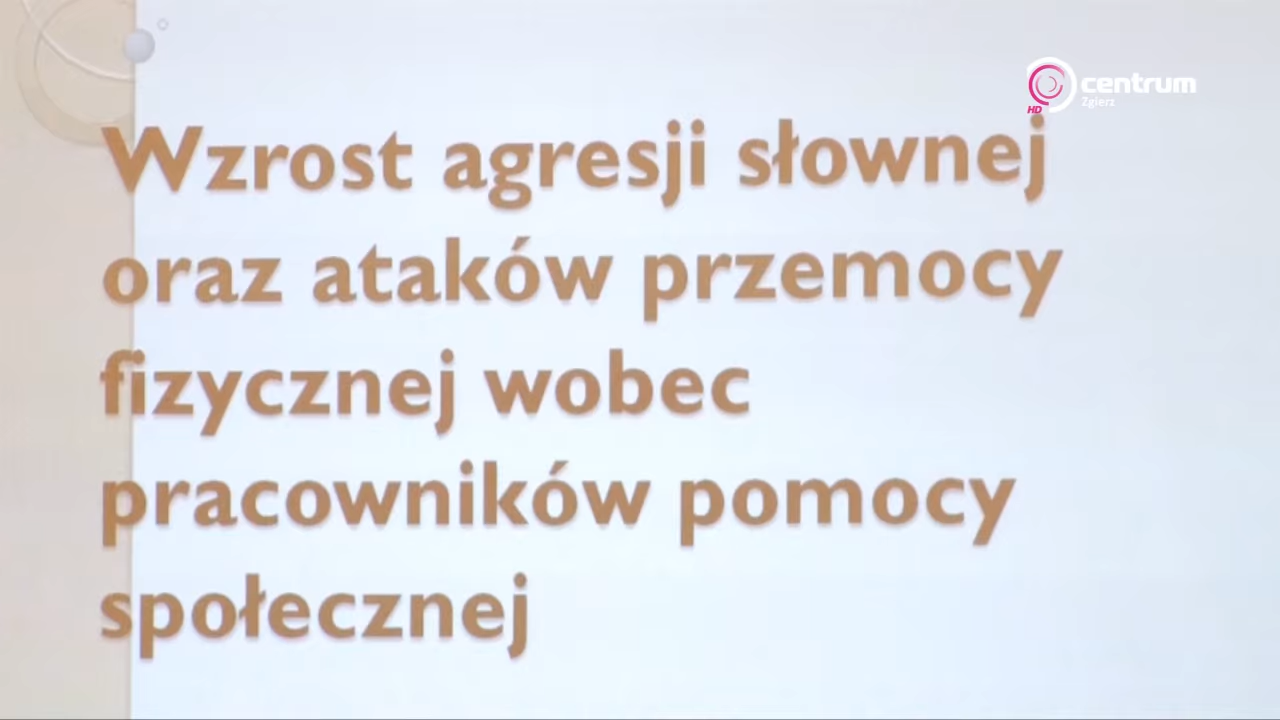 centrum
Zgierz
HD
Wzrost agresji słownej
oraz ataków przemocy
fizycznej wobec
pracowników pomocy
społecznej